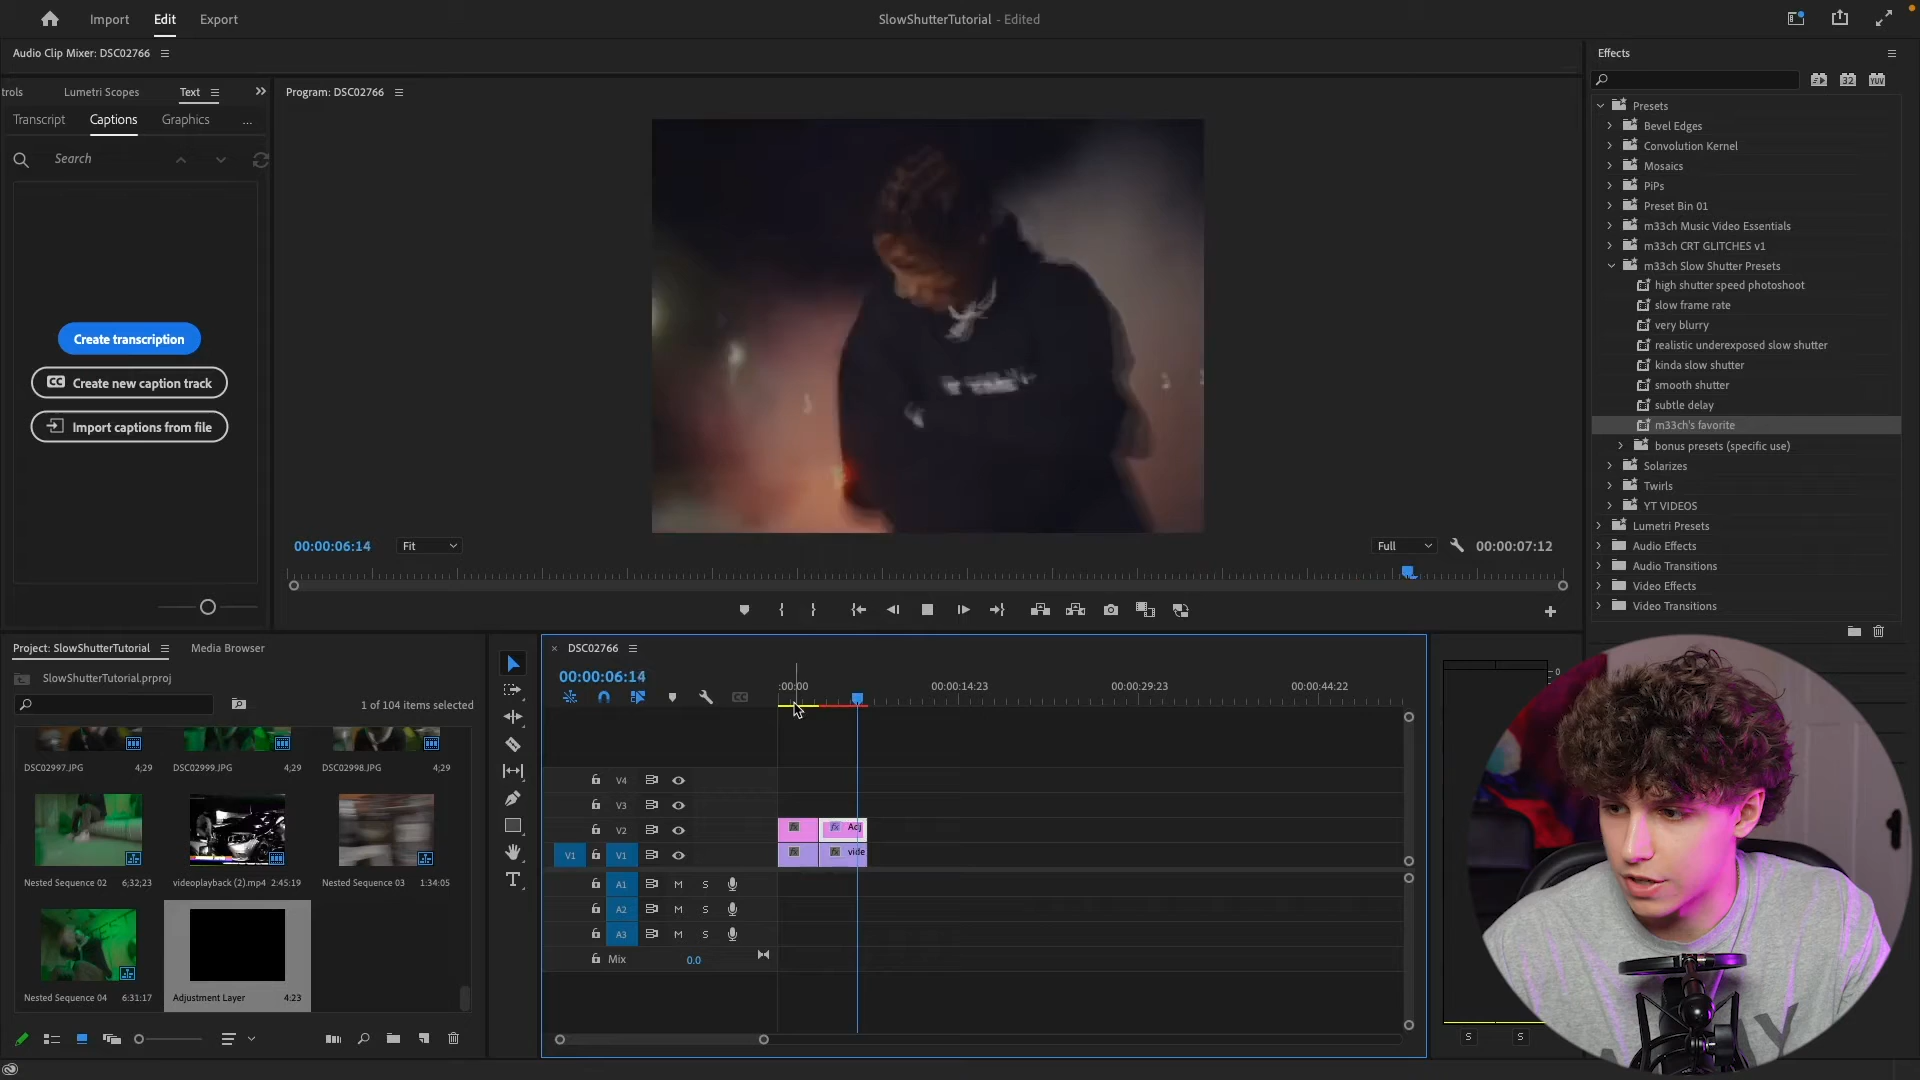 Import
Edit
Export
SlowShutterTutorial - Edited
Audio Clip Mixer: DSC02766
Effects
trols
Lumetri Scopes
Text
Program: DSC02766
Transcript
Captions
Graphics
...
Search
Create transcription
CC Create new caption track
Import captions from file
00:00:06:14
Fit
Full
00:00:07:12
32
YUV
Presets
Bevel Edges
Convolution Kernel
Mosaics
PiPs
Preset Bin 01
m33ch Music Video Essentials
m33ch CRT GLITCHES v1
m33ch Slow Shutter Presets
high shutter speed photoshoot
slow frame rate
very blurry
realistic underexposed slow shutter
kinda slow shutter
smooth shutter
subtle delay
m33ch's favorite
bonus presets (specific use)
Solarizes
Twirls
YT VIDEOS
Lumetri Presets
Audio Effects
Audio Transitions
Video Effects
Video Transitions
Project: SlowShutterTutorial
Media Browser
SlowShutterTutorial.prproj
1 of 104 items selected
DSC02997.JPG 4;29
DSC02999.JPG 4;29
DSC02998.JPG 4;29
Nested Sequence 02 6;32;23
videoplayback (2).mp4 2:45:19
Nested Sequence 03 1:34:05
Nested Sequence 04 6:31:17
Adjustment Layer 4:23
× DSC02766
00:00:06:14
CC
:00:00
00:00:14:23
00:00:29:23
00:00:44:22
V4
V3
V2
fx
fx Adj
V1 V1
fx
fx vide
A1 M S
A2 M S
A3 M S
Mix 0.0
0
S S